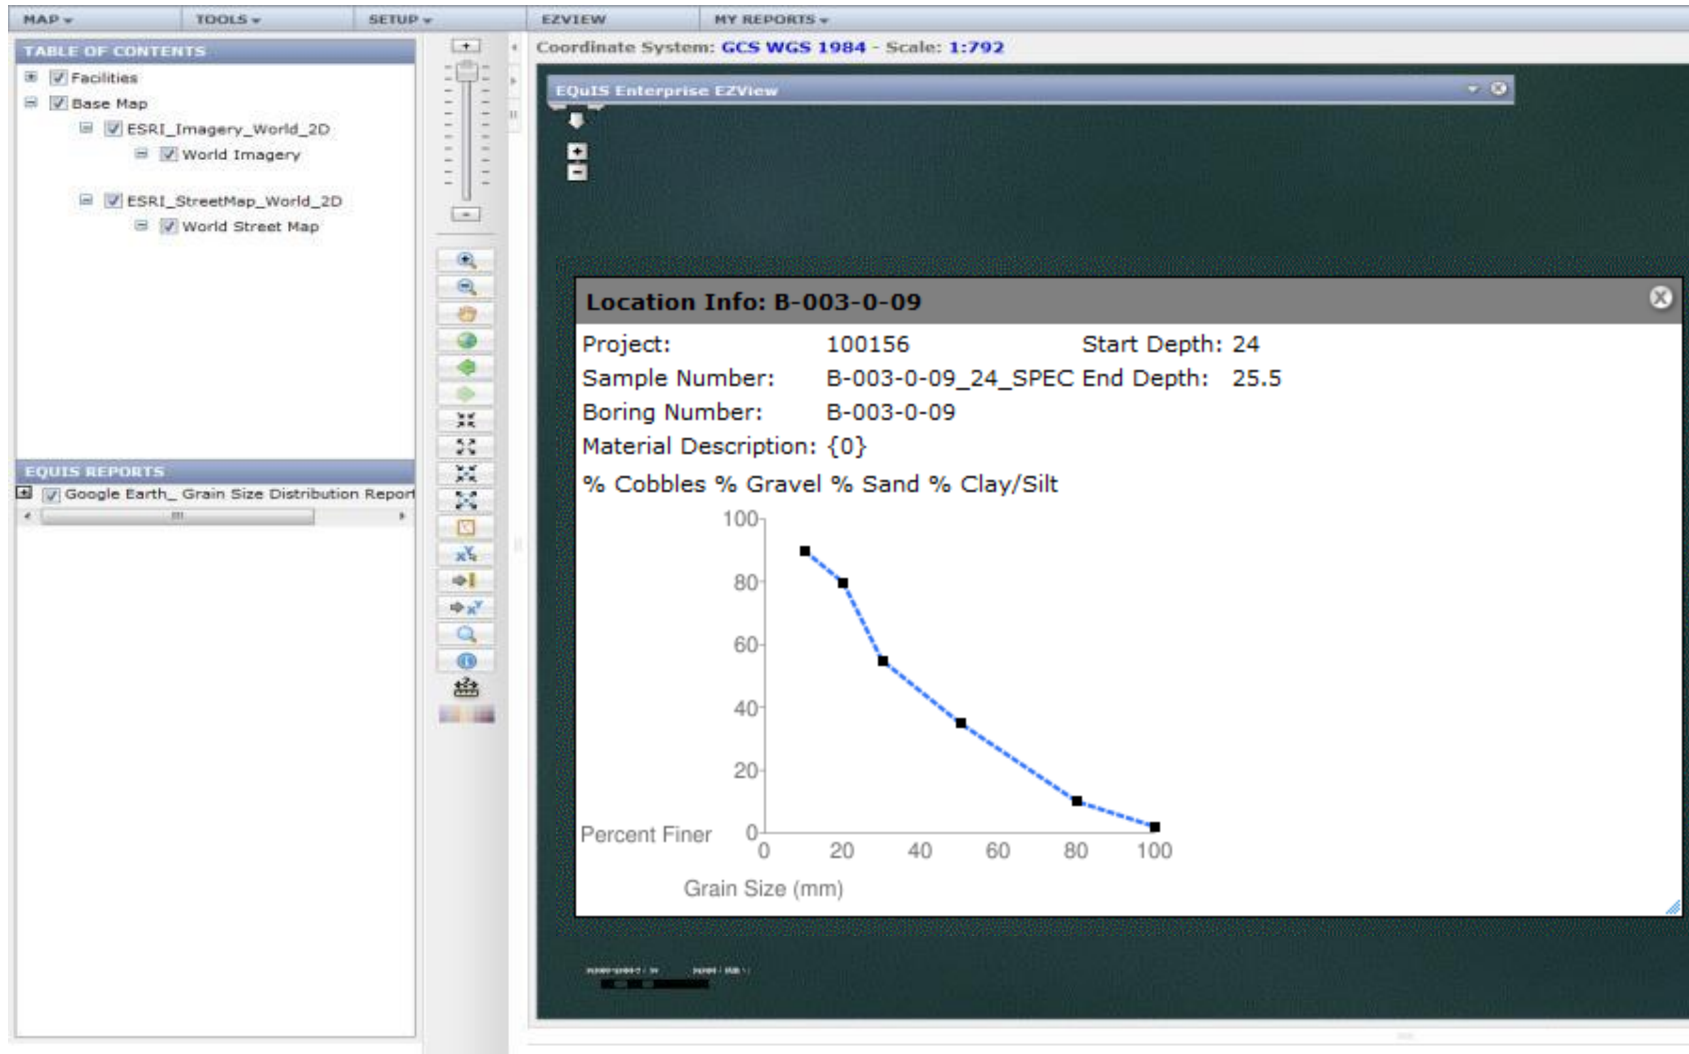 MAP TOOLS SETUP EZVIEW MY REPORTS
TABLE OF CONTENTS
Facilities
Base Map
ESRI_Imagery_World_2D
World Imagery
ESRI_StreetMap_World_2D
World Street Map
EQUIS REPORTS
Google Earth_ Grain Size Distribution Report
Coordinate System: GCS WGS 1984 - Scale: 1:792
EQuIS Enterprise EZView
Location Info: B-003-0-09
Project: 100156 Start Depth: 24
Sample Number: B-003-0-09_24_SPEC End Depth: 25.5
Boring Number: B-003-0-09
Material Description: {0}
% Cobbles % Gravel % Sand % Clay/Silt
100
80
60
40
20
Percent Finer 0
0 20 40 60 80 100
Grain Size (mm)